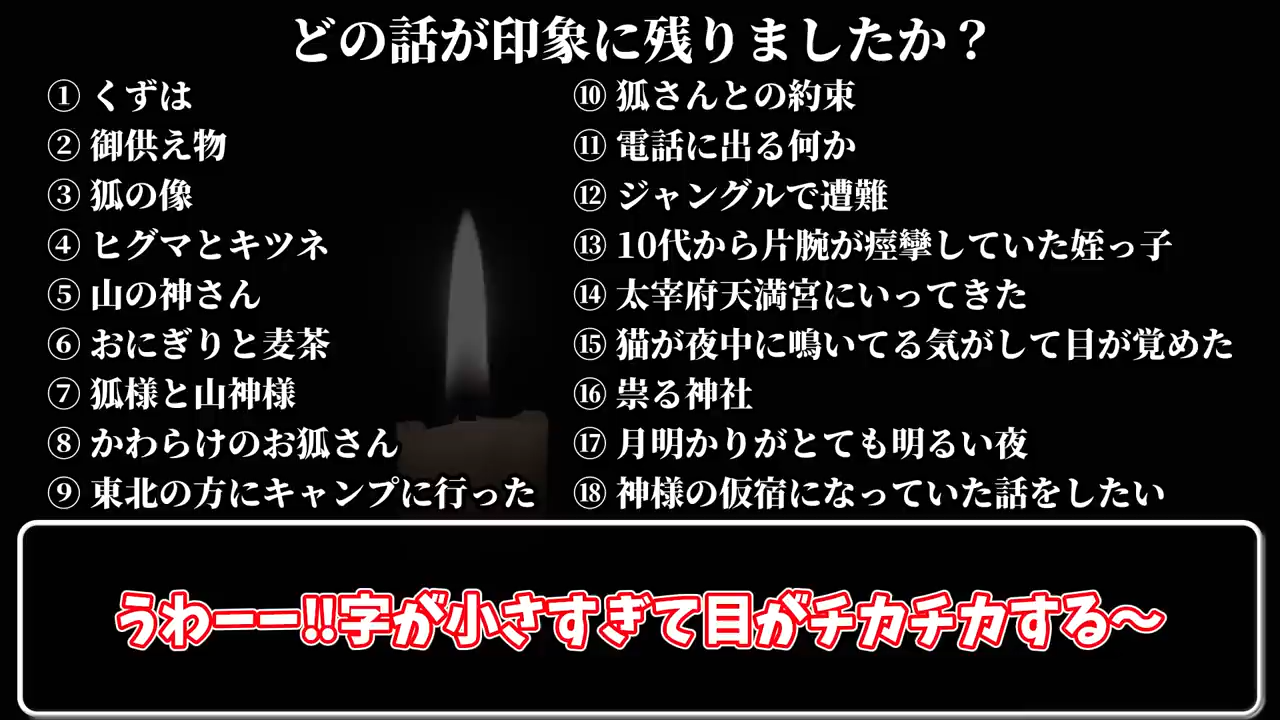 どの話が印象に残りましたか？
① くずは
② 御供え物
③ 狐の像
④ ヒグマとキツネ
⑤ 山の神さん
⑥ おにぎりと麦茶
⑦ 狐様と山神様
⑧ かわらけのお狐さん
⑨ 東北の方にキャンプに行った
⑩ 狐さんとの約束
⑪ 電話に出る何か
⑫ ジャングルで遭難
⑬ 10代から片腕が痙攣していた姪っ子
⑭ 太宰府天満宮にいってきた
⑮ 猫が夜中に鳴いてる気がして目が覚めた
⑯ 祟る神社
⑰ 月明かりがとても明るい夜
⑱ 神様の仮宿になっていた話をしたい
うわーー!!字が小さすぎて目がチカチカする～